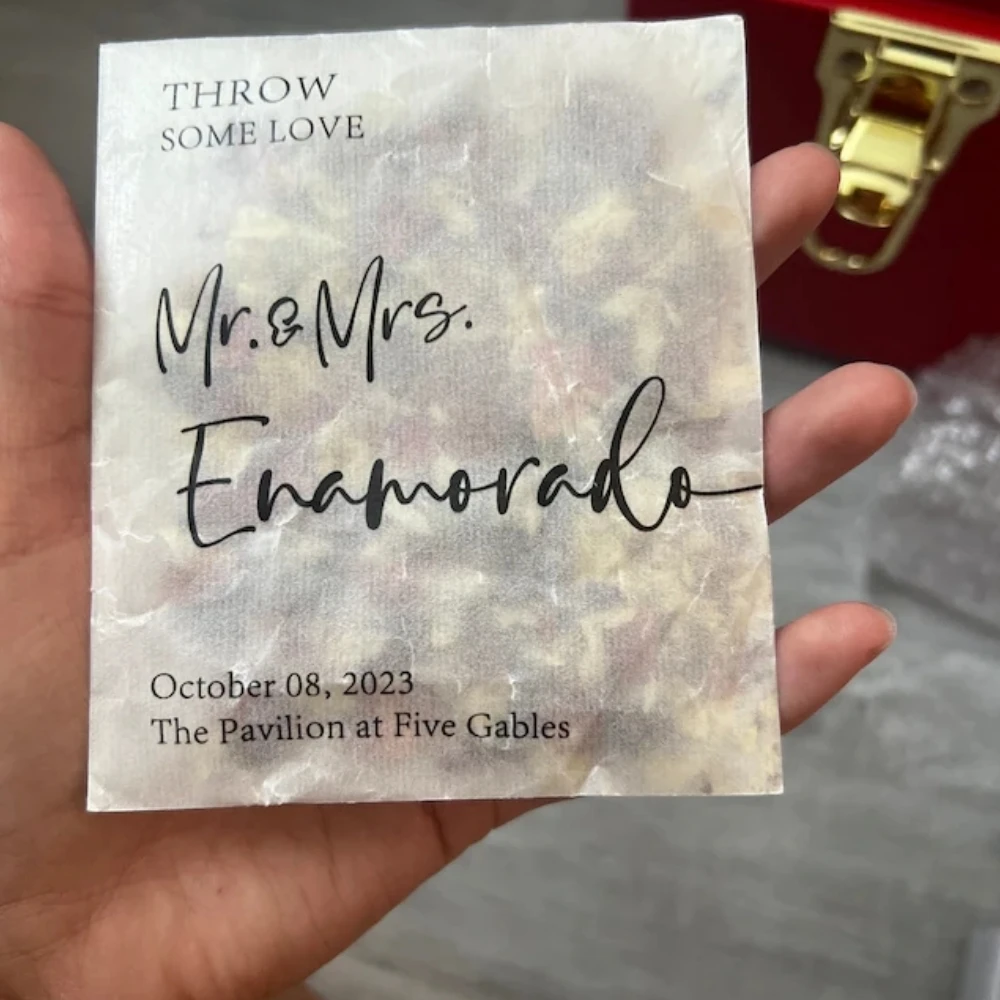 THROW
SOME LOVE
Mr. & Mrs.
Enamorado
October 08, 2023
The Pavilion at Five Gables